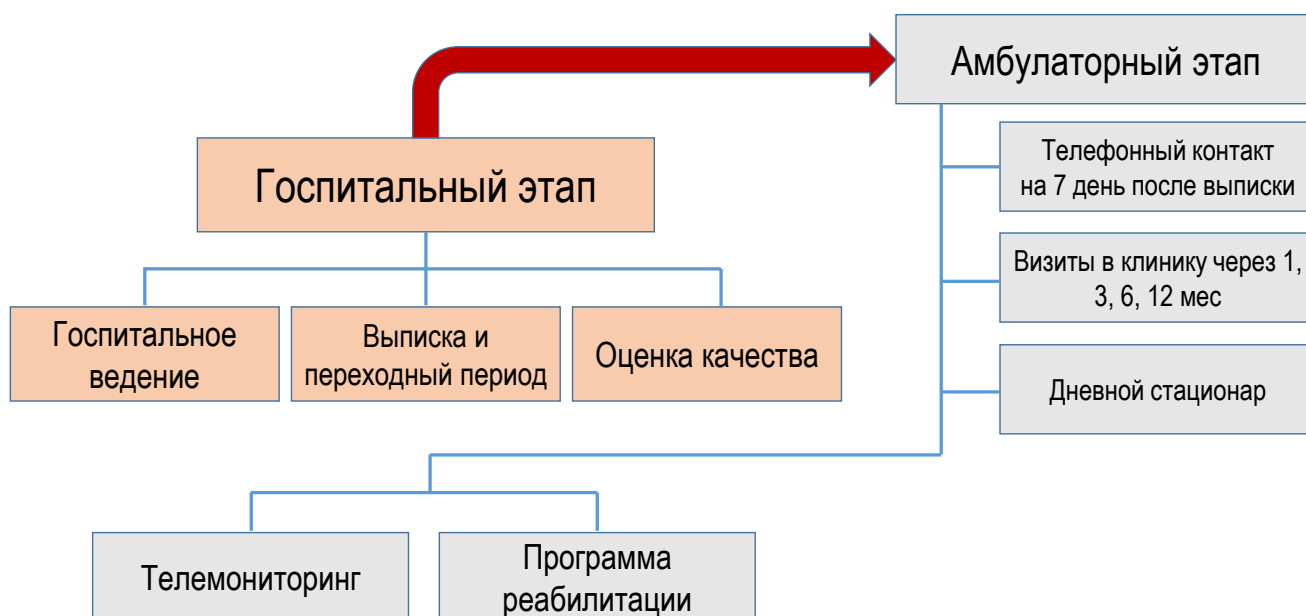 Амбулаторный этап
Телефонный контакт
на 7 день после выписки
Госпитальный этап
Визиты в клинику через 1,
3, 6, 12 мес
Госпитальное
ведение
Выписка и
переходный период
Оценка качества
Дневной стационар
Телемониторинг
Программа
реабилитации